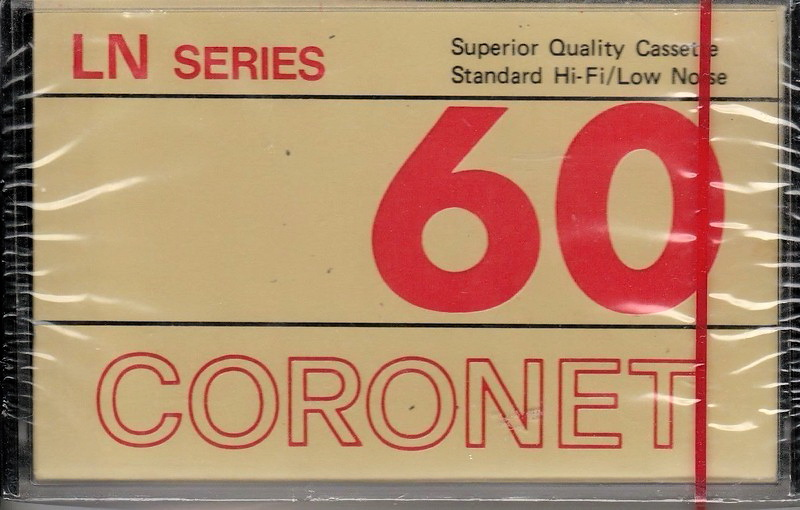 LN SERIES
Superior Quality Cassette
Standard Hi-Fi/Low Noise
60
CORONET